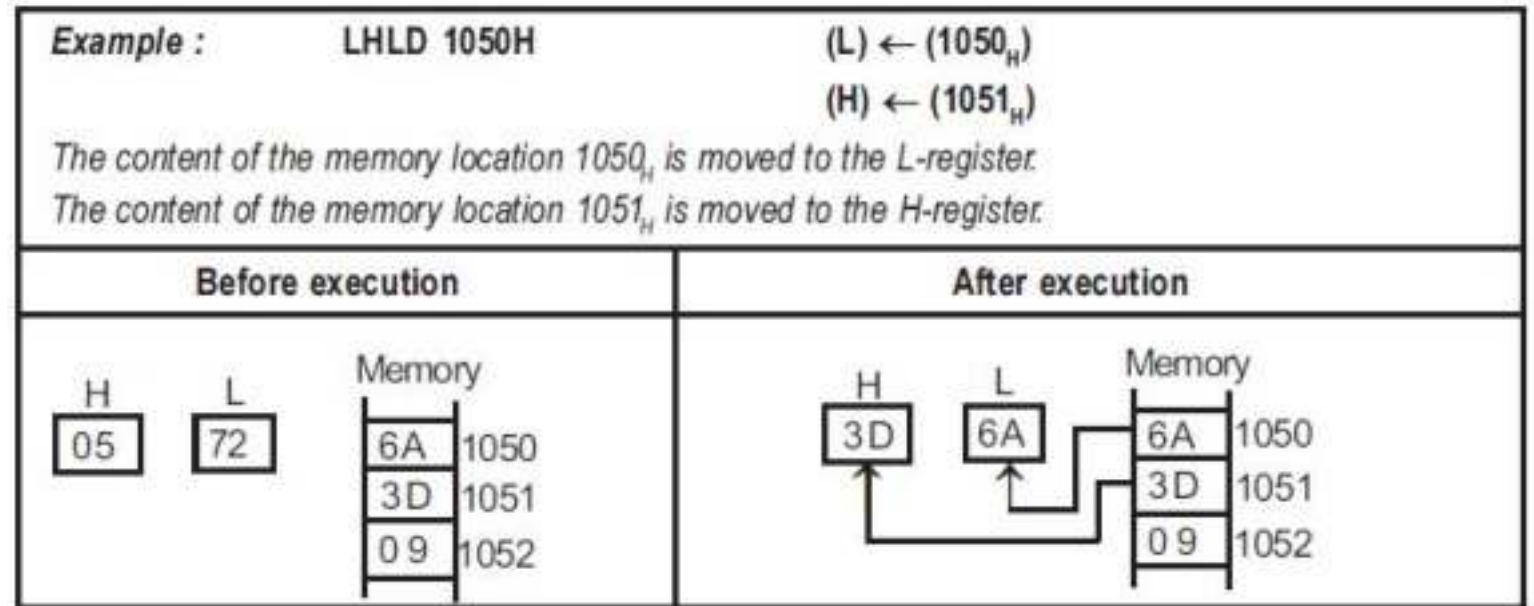 Example : LHLD 1050H (L) ← (1050H)
(H) ← (1051H)
The content of the memory location 1050H is moved to the L-register.
The content of the memory location 1051H is moved to the H-register.
Before execution After execution
H L Memory
05 72 6A 1050
3D 1051
09 1052
H L Memory
3D 6A 6A 1050
3D 1051
09 1052